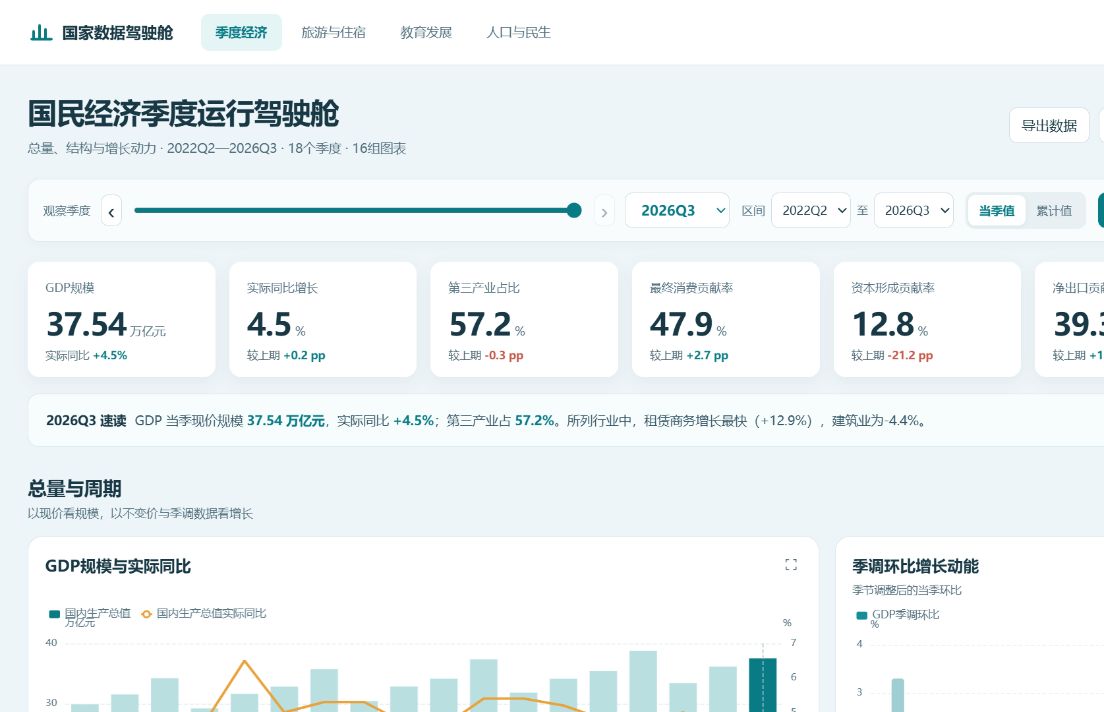 国家数据驾驶舱 季度经济 旅游与住宿 教育发展 人口与民生
国民经济季度运行驾驶舱
总量、结构与增长动力 · 2022Q2—2026Q3 · 18个季度 · 16组图表
导出数据
观察季度 ‹ › 2026Q3 区间 2022Q2 至 2026Q3 当季值 累计值
GDP规模
37.54 万亿元
实际同比 +4.5%
实际同比增长
4.5 %
较上期 +0.2 pp
第三产业占比
57.2 %
较上期 -0.3 pp
最终消费贡献率
47.9 %
较上期 +2.7 pp
资本形成贡献率
12.8 %
较上期 -21.2 pp
净出口贡
39.
较上期 +1
2026Q3 速读 GDP 当季现价规模 37.54 万亿元，实际同比 +4.5%；第三产业占 57.2%。所列行业中，租赁商务增长最快（+12.9%），建筑业为-4.4%。
总量与周期
以现价看规模，以不变价与季调数据看增长
GDP规模与实际同比
国内生产总值 国内生产总值实际同比
万亿元 %
40 7
6
30 5
季调环比增长动能
季节调整后的当季环比
GDP季调环比
%
4
3